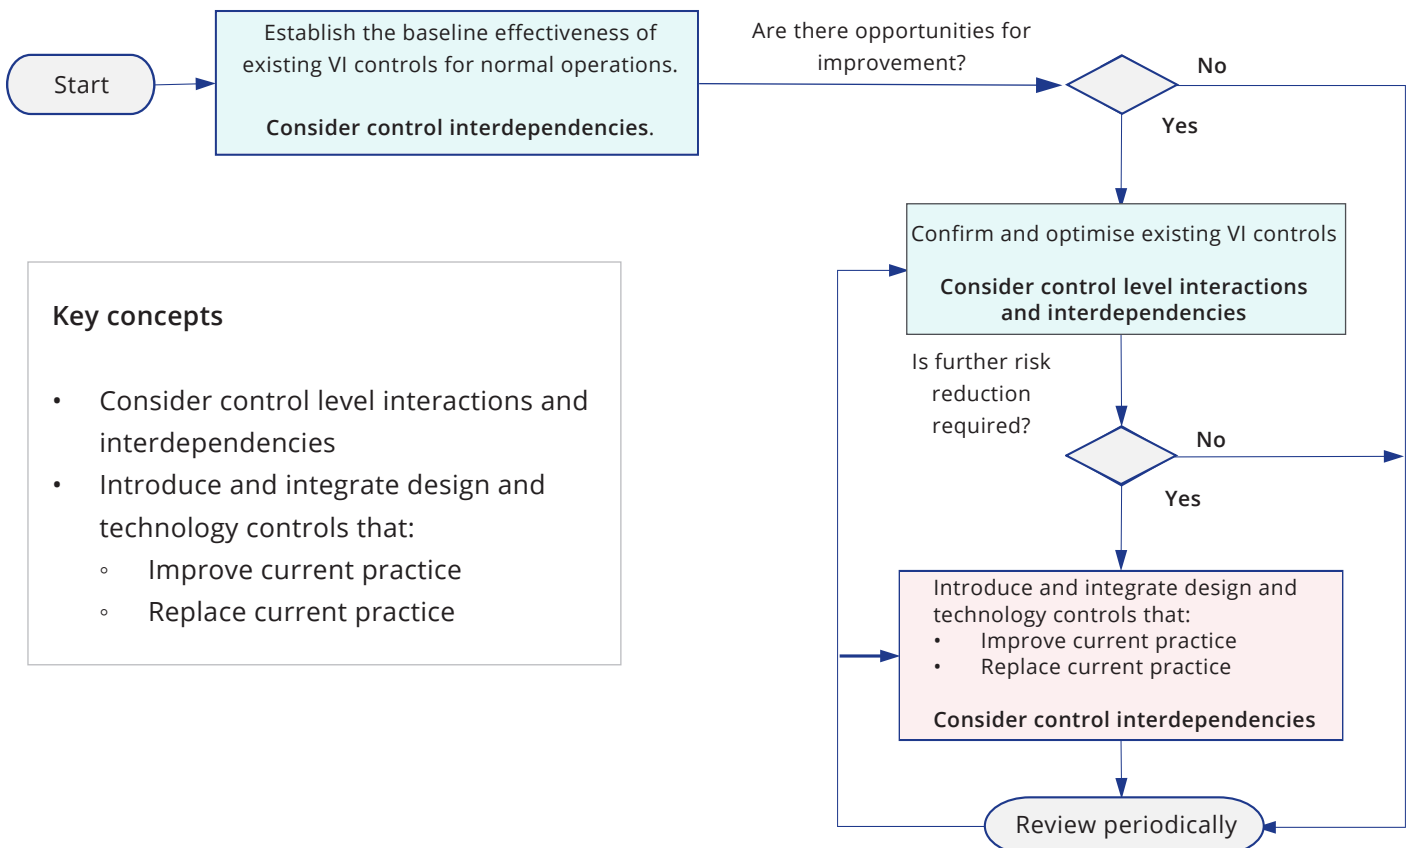 Start
Establish the baseline effectiveness of
existing VI controls for normal operations.
Consider control interdependencies.
Are there opportunities for
improvement?
No
Yes
Confirm and optimise existing VI controls
Consider control level interactions
and interdependencies
Is further risk
reduction
required?
No
Yes
Introduce and integrate design and
technology controls that:
• Improve current practice
• Replace current practice
Consider control interdependencies
Review periodically
Key concepts
• Consider control level interactions and
interdependencies
• Introduce and integrate design and
technology controls that:
◦ Improve current practice
◦ Replace current practice